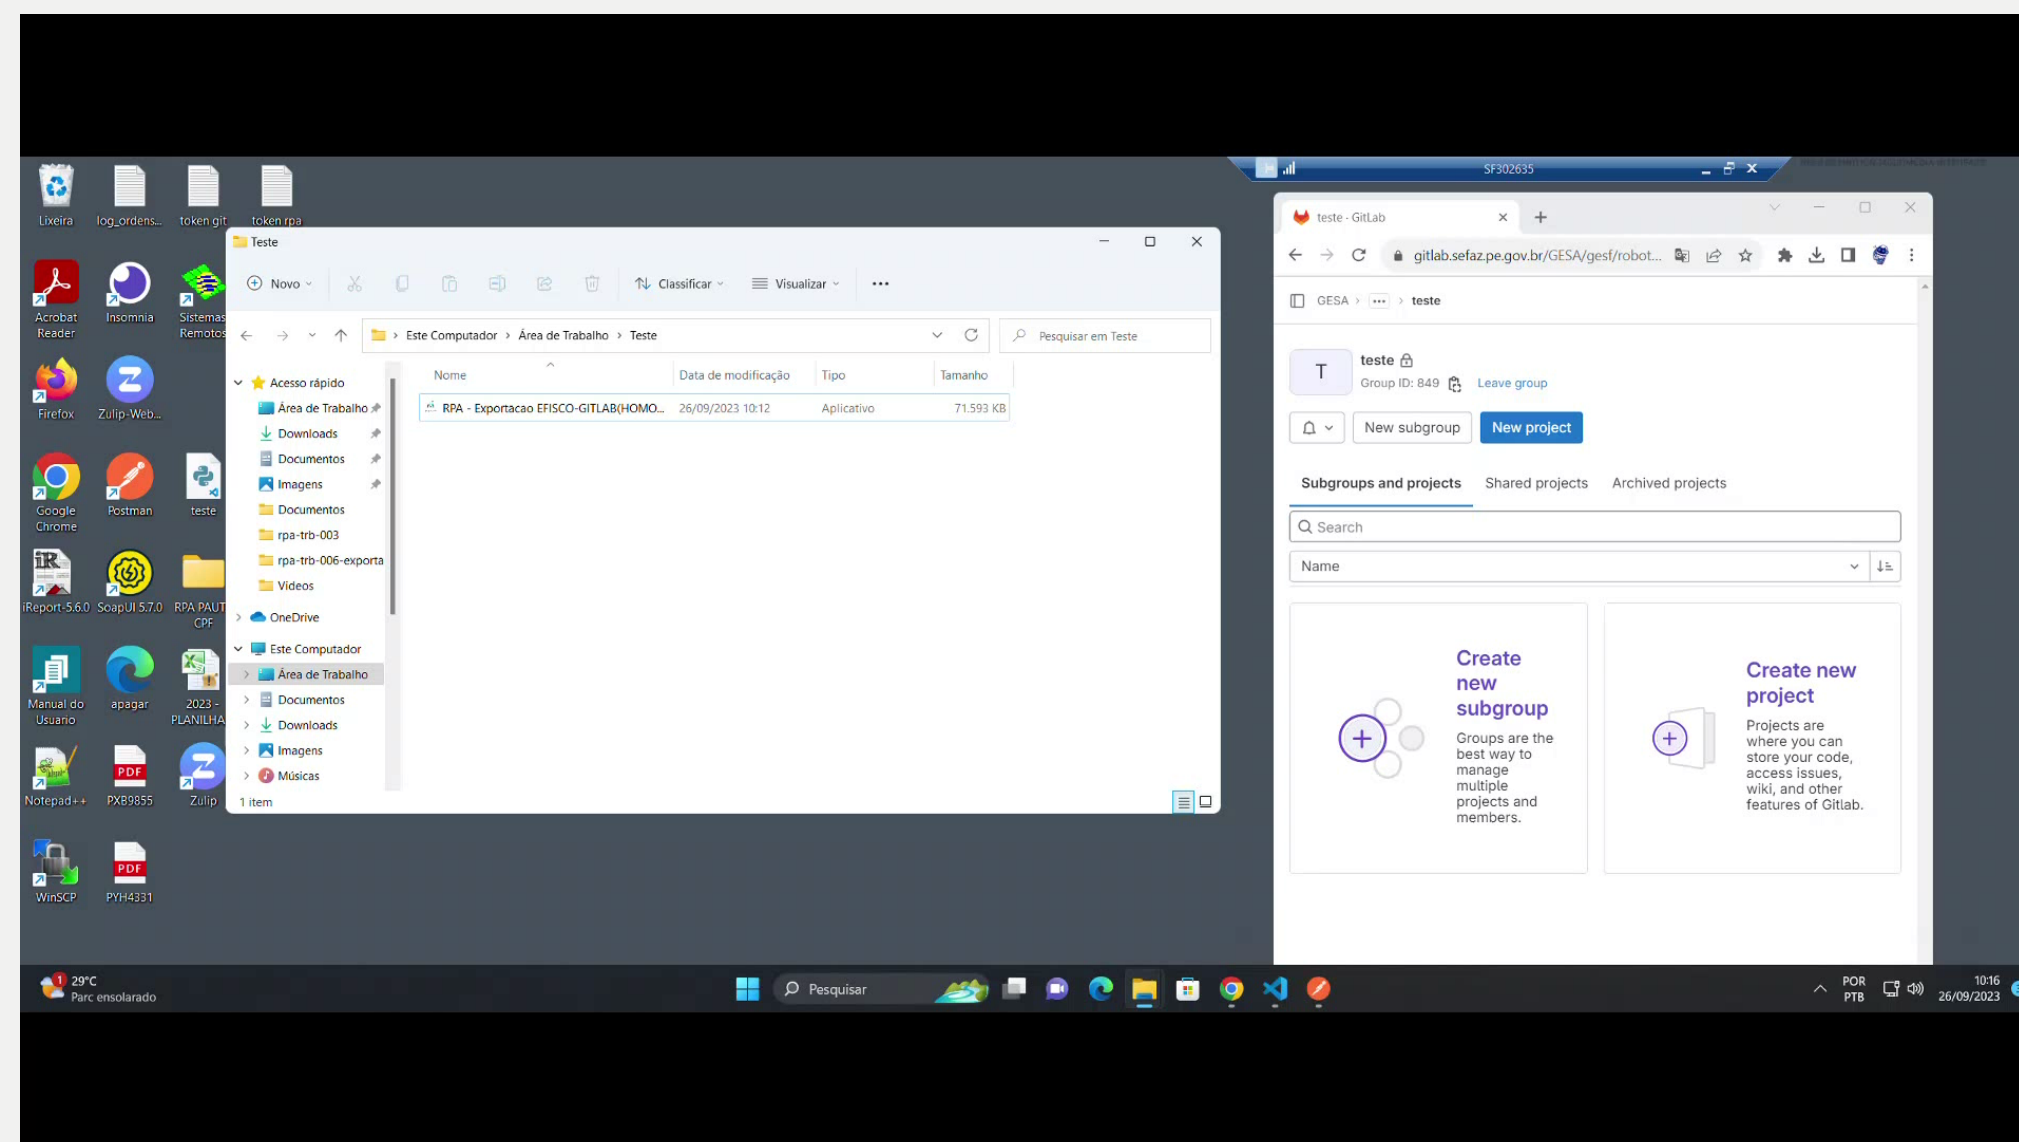 SF302635
Lixeira
log_ordens...
token git
token rpa
Acrobat
Reader
Insomnia
Sistemas
Remotos
Firefox
Zulip-Web...
Google
Chrome
Postman
teste
iReport-5.6.0
SoapUI 5.7.0
RPA PAUT
CPF
Manual do
Usuario
apagar
2023 -
PLANILHA
Notepad++
PXB9855
Zulip
WinSCP
PYH4331
Teste
Novo
Classificar
Visualizar
Este Computador > Área de Trabalho > Teste
Pesquisar em Teste
Nome
Data de modificação
Tipo
Tamanho
RPA - Exportacao EFISCO-GITLAB(HOMO...
26/09/2023 10:12
Aplicativo
71.593 KB
Acesso rápido
Área de Trabalho
Downloads
Documentos
Imagens
Documentos
rpa-trb-003
rpa-trb-006-exporta
Vídeos
OneDrive
Este Computador
Área de Trabalho
Documentos
Downloads
Imagens
Músicas
1 item
teste - GitLab
gitlab.sefaz.pe.gov.br/GESA/gesf/robot...
GESA > ... > teste
T
teste
Group ID: 849
Leave group
New subgroup
New project
Subgroups and projects
Shared projects
Archived projects
Search
Name
Create
new
subgroup
Groups are the
best way to
manage
multiple
projects and
members.
Create new
project
Projects are
where you can
store your code,
access issues,
wiki, and other
features of Gitlab.
1
29°C
Parc ensolarado
Pesquisar
POR
PTB
10:16
26/09/2023